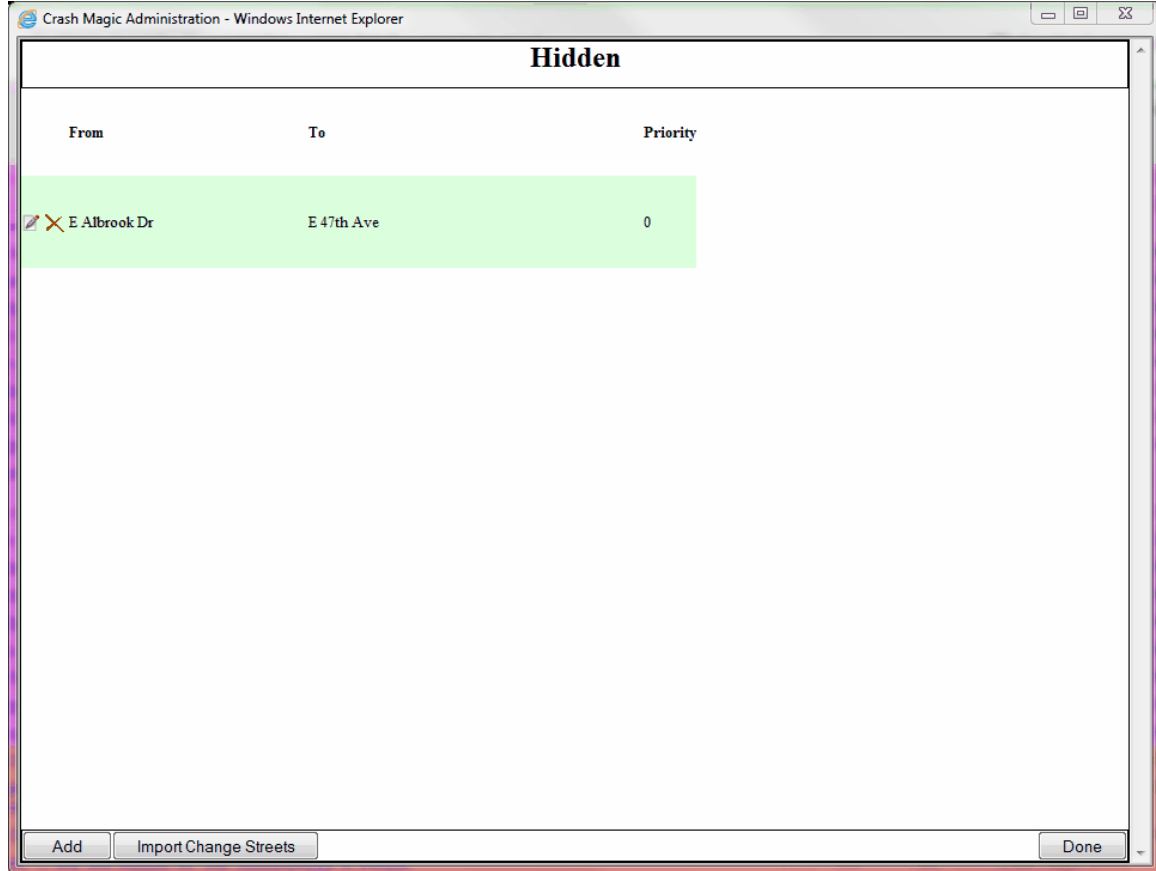 Crash Magic Administration - Windows Internet Explorer
Hidden
From To Priority
E Albrook Dr E 47th Ave 0
Add Import Change Streets Done